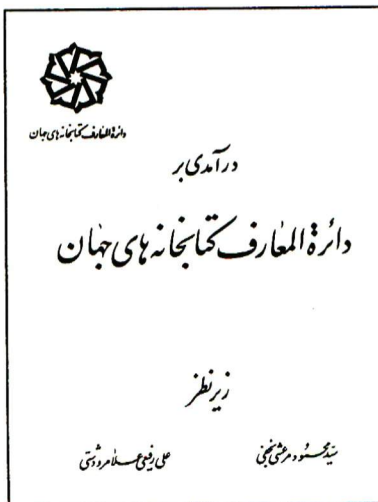 دائرة المعارف کتابخانه‌های جهان
درآمدی بر
دائرة المعارف کتابخانه های جهان
زیر نظر
سید محمود مرعشی نجفی
علی رفیعی علامرودشتی